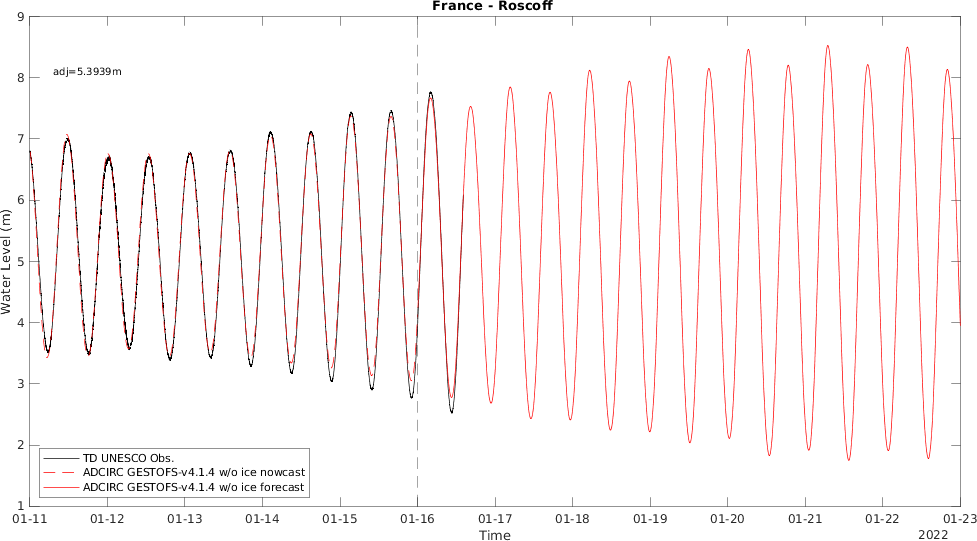 France - Roscoff
adj=5.3939m
Water Level (m)
9
8
7
6
5
4
3
2
1
TD UNESCO Obs.
ADCIRC GESTOFS-v4.1.4 w/o ice nowcast
ADCIRC GESTOFS-v4.1.4 w/o ice forecast
01-11 01-12 01-13 01-14 01-15 01-16 01-17 01-18 01-19 01-20 01-21 01-22 01-23
Time
2022